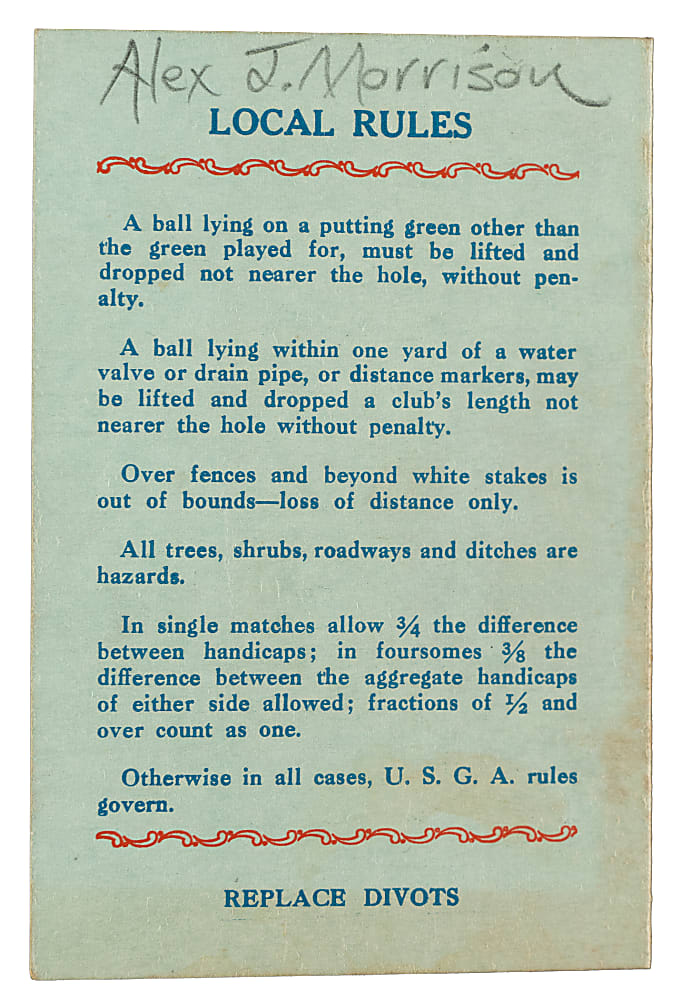 Alex J. Morrison
LOCAL RULES
A ball lying on a putting green other than
the green played for, must be lifted and
dropped not nearer the hole, without pen-
alty.
A ball lying within one yard of a water
valve or drain pipe, or distance markers, may
be lifted and dropped a club's length not
nearer the hole without penalty.
Over fences and beyond white stakes is
out of bounds—loss of distance only.
All trees, shrubs, roadways and ditches are
hazards.
In single matches allow ¾ the difference
between handicaps; in foursomes ⅜ the
difference between the aggregate handicaps
of either side allowed; fractions of ½ and
over count as one.
Otherwise in all cases, U. S. G. A. rules
govern.
REPLACE DIVOTS